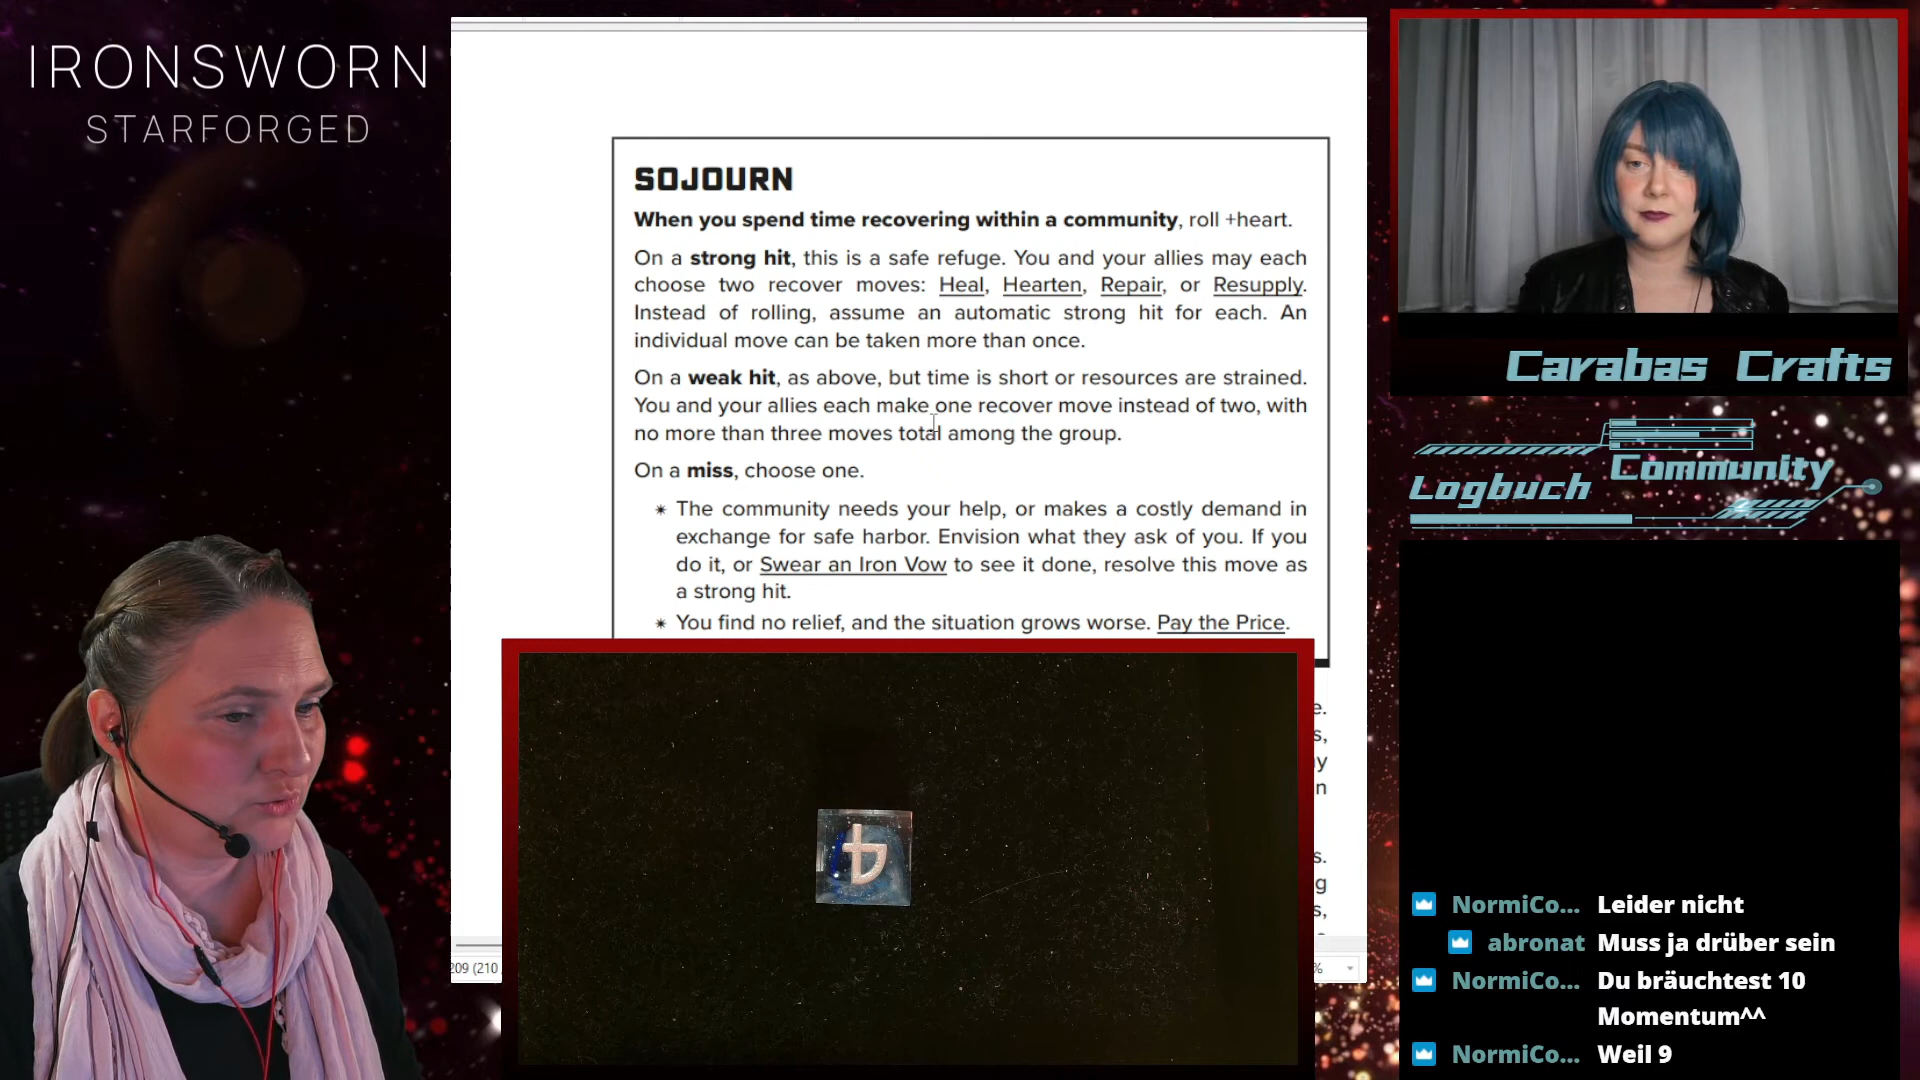 IRONSWORN
STARFORGED
SOJOURN
When you spend time recovering within a community, roll +heart.
On a strong hit, this is a safe refuge. You and your allies may each
choose two recover moves: Heal, Hearten, Repair, or Resupply.
Instead of rolling, assume an automatic strong hit for each. An
individual move can be taken more than once.
On a weak hit, as above, but time is short or resources are strained.
You and your allies each make one recover move instead of two, with
no more than three moves total among the group.
On a miss, choose one.
✴ The community needs your help, or makes a costly demand in
exchange for safe harbor. Envision what they ask of you. If you
do it, or Swear an Iron Vow to see it done, resolve this move as
a strong hit.
✴ You find no relief, and the situation grows worse. Pay the Price.
e.
s,
y
n
s.
g
s,
209 (210
%
Carabas Crafts
Community
Logbuch
NormiCo... Leider nicht
abronat Muss ja drüber sein
NormiCo... Du bräuchtest 10
Momentum^^
NormiCo... Weil 9